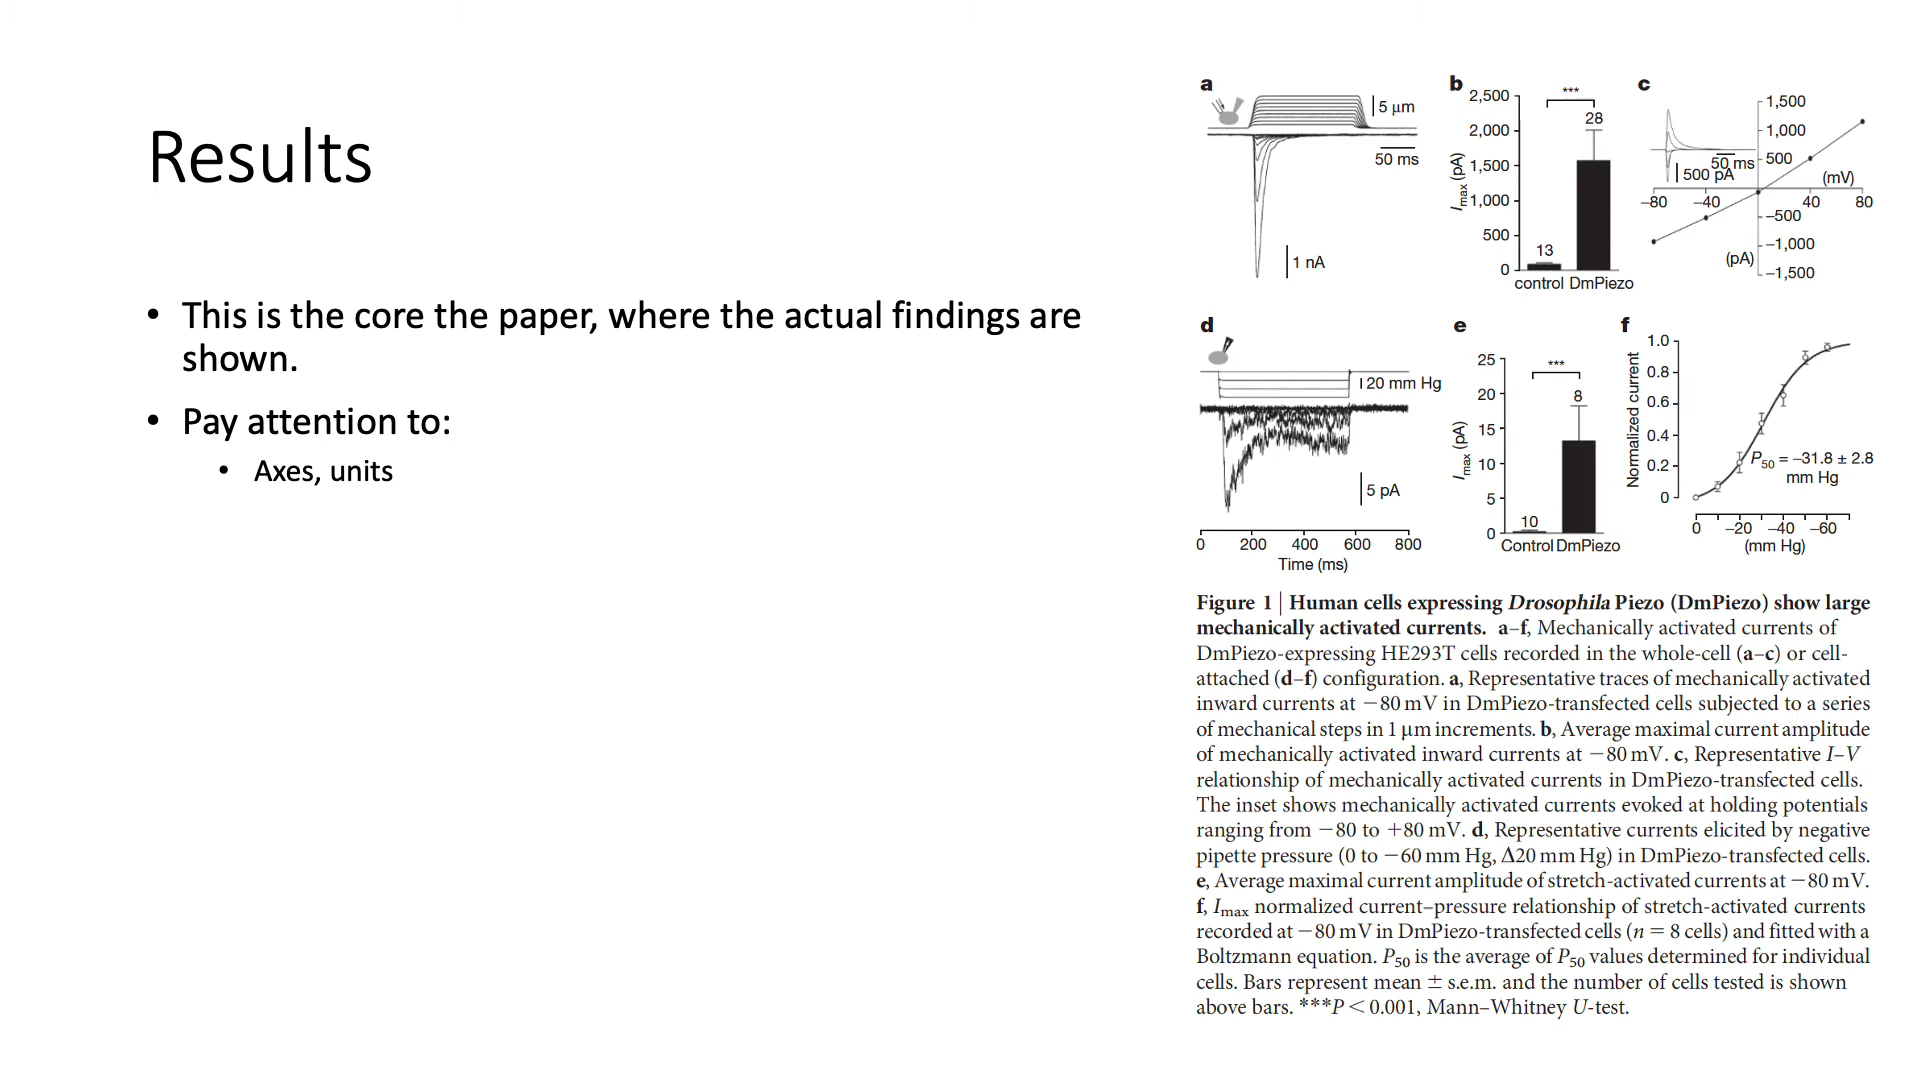 Results
• This is the core the paper, where the actual findings are
shown.
• Pay attention to:
• Axes, units
a
5 μm
50 ms
1 nA
b
2,500
2,000
1,500
1,000
500
0
Imax (pA)
***
28
13
control DmPiezo
c
1,500
1,000
500
−500
−1,000
−1,500
50 ms
500 pA
(mV)
−80 −40 40 80
(pA)
d
20 mm Hg
5 pA
0 200 400 600 800
Time (ms)
e
25
20
15
10
5
0
Imax (pA)
***
8
10
Control DmPiezo
f
1.0
0.8
0.6
0.4
0.2
0
Normalized current
P50 = −31.8 ± 2.8
mm Hg
0 −20 −40 −60
(mm Hg)
Figure 1 | Human cells expressing Drosophila Piezo (DmPiezo) show large
mechanically activated currents. a–f, Mechanically activated currents of
DmPiezo-expressing HE293T cells recorded in the whole-cell (a–c) or cell-
attached (d–f) configuration. a, Representative traces of mechanically activated
inward currents at −80 mV in DmPiezo-transfected cells subjected to a series
of mechanical steps in 1 μm increments. b, Average maximal current amplitude
of mechanically activated inward currents at −80 mV. c, Representative I–V
relationship of mechanically activated currents in DmPiezo-transfected cells.
The inset shows mechanically activated currents evoked at holding potentials
ranging from −80 to +80 mV. d, Representative currents elicited by negative
pipette pressure (0 to −60 mm Hg, Δ20 mm Hg) in DmPiezo-transfected cells.
e, Average maximal current amplitude of stretch-activated currents at −80 mV.
f, Imax normalized current–pressure relationship of stretch-activated currents
recorded at −80 mV in DmPiezo-transfected cells (n = 8 cells) and fitted with a
Boltzmann equation. P50 is the average of P50 values determined for individual
cells. Bars represent mean ± s.e.m. and the number of cells tested is shown
above bars. ***P < 0.001, Mann–Whitney U-test.